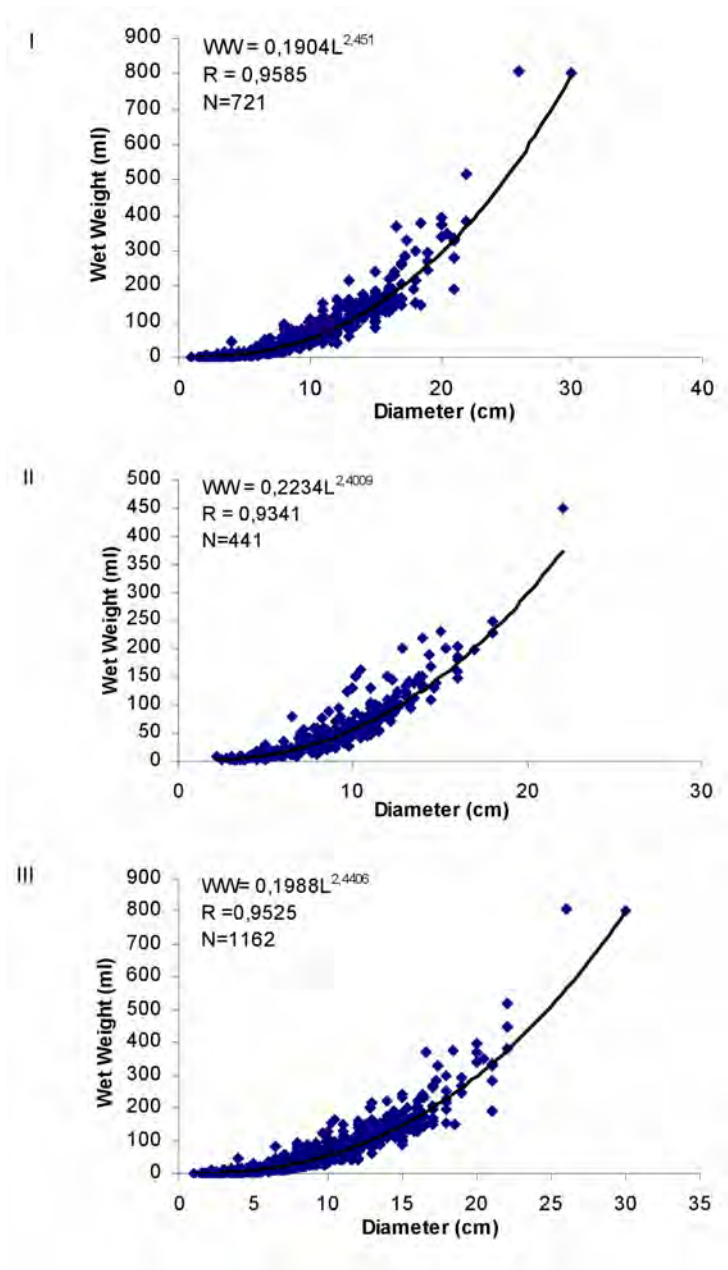 I
WW = 0,1904L^2,451
R = 0,9585
N=721
Wet Weight (ml)
900
800
700
600
500
400
300
200
100
0
0 10 20 30 40
Diameter (cm)
II
WW = 0,2234L^2,4009
R = 0,9341
N=441
Wet Weight (ml)
500
450
400
350
300
250
200
150
100
50
0
0 10 20 30
Diameter (cm)
III
WW= 0,1988L^2,4406
R =0,9525
N=1162
Wet Weight (ml)
900
800
700
600
500
400
300
200
100
0
0 5 10 15 20 25 30 35
Diameter (cm)